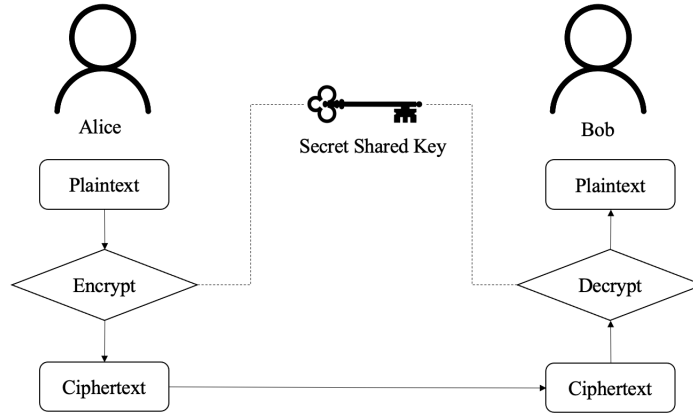 Alice
Bob
Secret Shared Key
Plaintext
Plaintext
Encrypt
Decrypt
Ciphertext
Ciphertext